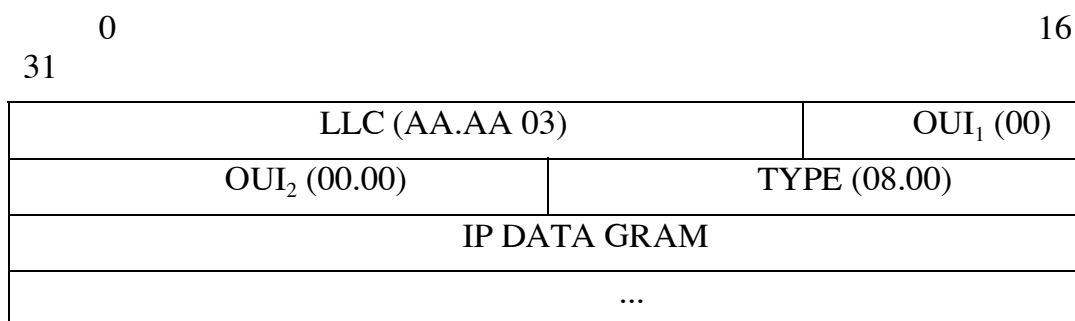 0 16
31
LLC (AA.AA 03) OUI₁ (00)
OUI₂ (00.00) TYPE (08.00)
IP DATA GRAM
...